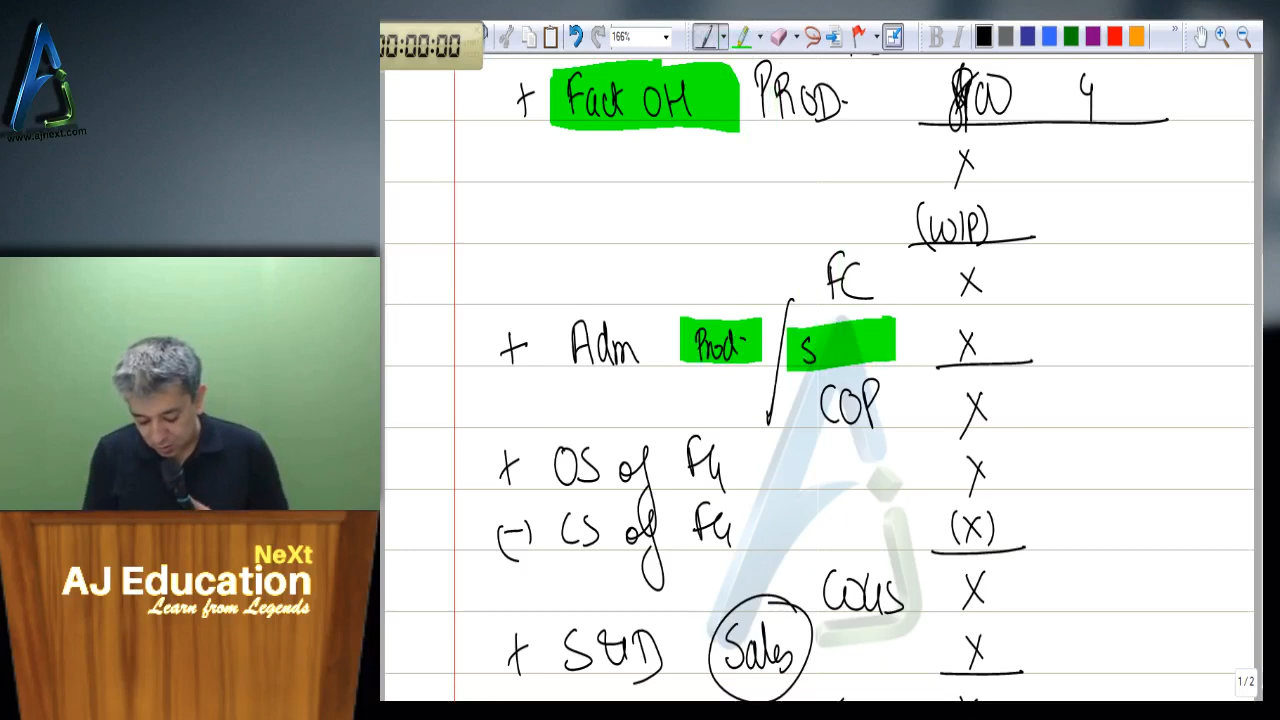 00:00:00
166%
B I
www.ajnext.com
+ Fact OH PROD.
X
(WIP)
FC X
+ Adm Prod. / S X
COP X
+ OS of FG X
(-) CS of FG (X)
COGS X
+ S&D Sales X
1/2
NeXt
AJ Education
Learn from Legends